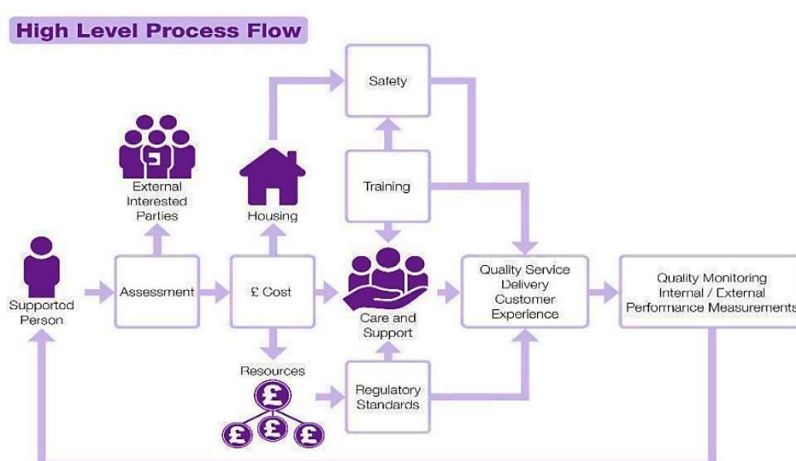 High Level Process Flow
Safety
External
Interested
Parties
Housing
Training
Supported
Person
Assessment
£ Cost
Care and
Support
Quality Service
Delivery
Customer
Experience
Quality Monitoring
Internal / External
Performance Measurements
Resources
£
£
£
£
Regulatory
Standards